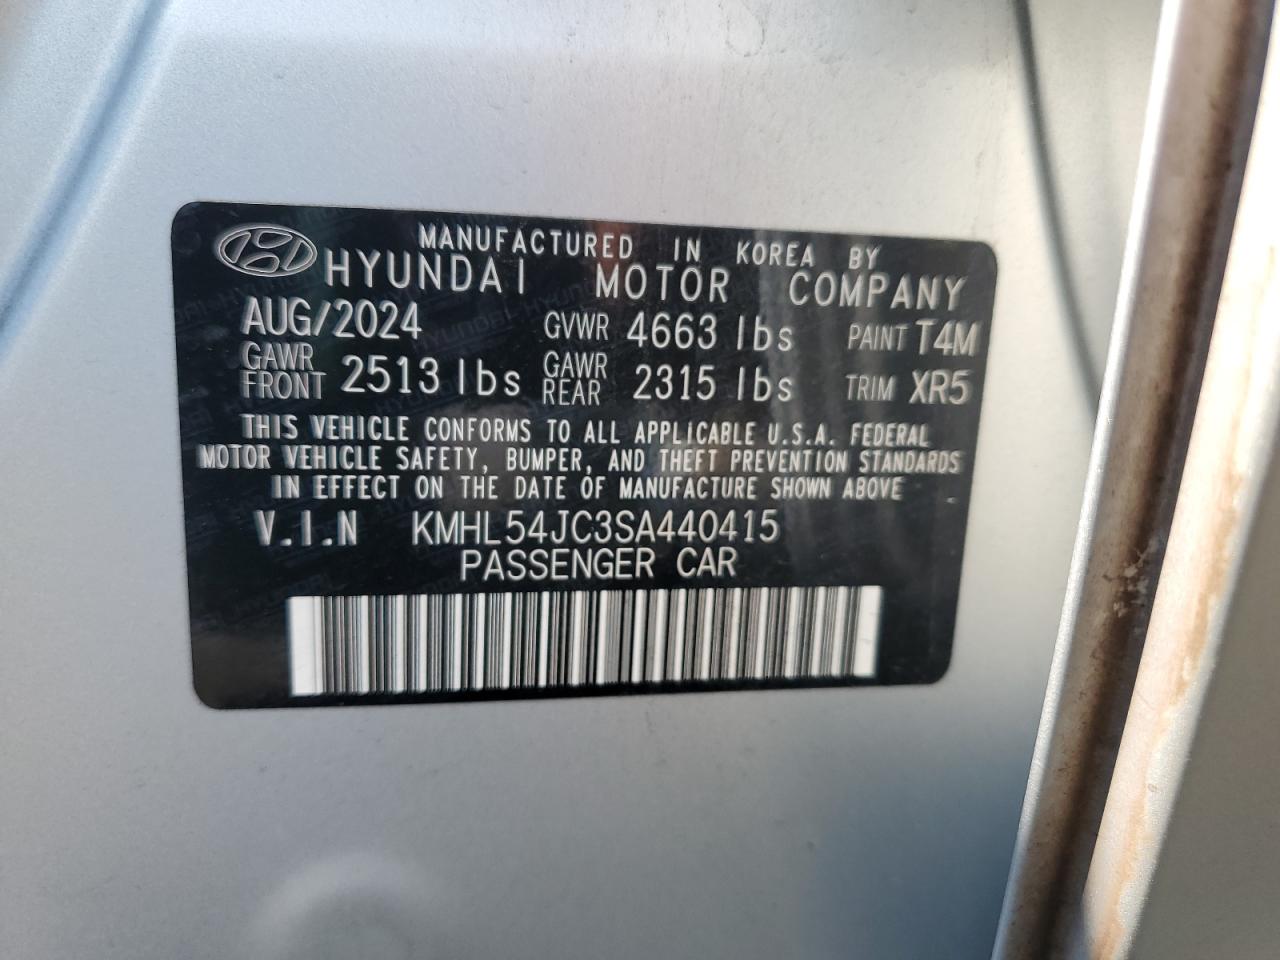 MANUFACTURED IN KOREA BY
HYUNDAI MOTOR COMPANY
AUG/2024 GVWR 4663 lbs PAINT T4M
GAWR FRONT 2513 lbs GAWR REAR 2315 lbs TRIM XR5
THIS VEHICLE CONFORMS TO ALL APPLICABLE U.S.A. FEDERAL
MOTOR VEHICLE SAFETY, BUMPER, AND THEFT PREVENTION STANDARDS
IN EFFECT ON THE DATE OF MANUFACTURE SHOWN ABOVE
V.I.N KMHL54JC3SA440415
PASSENGER CAR